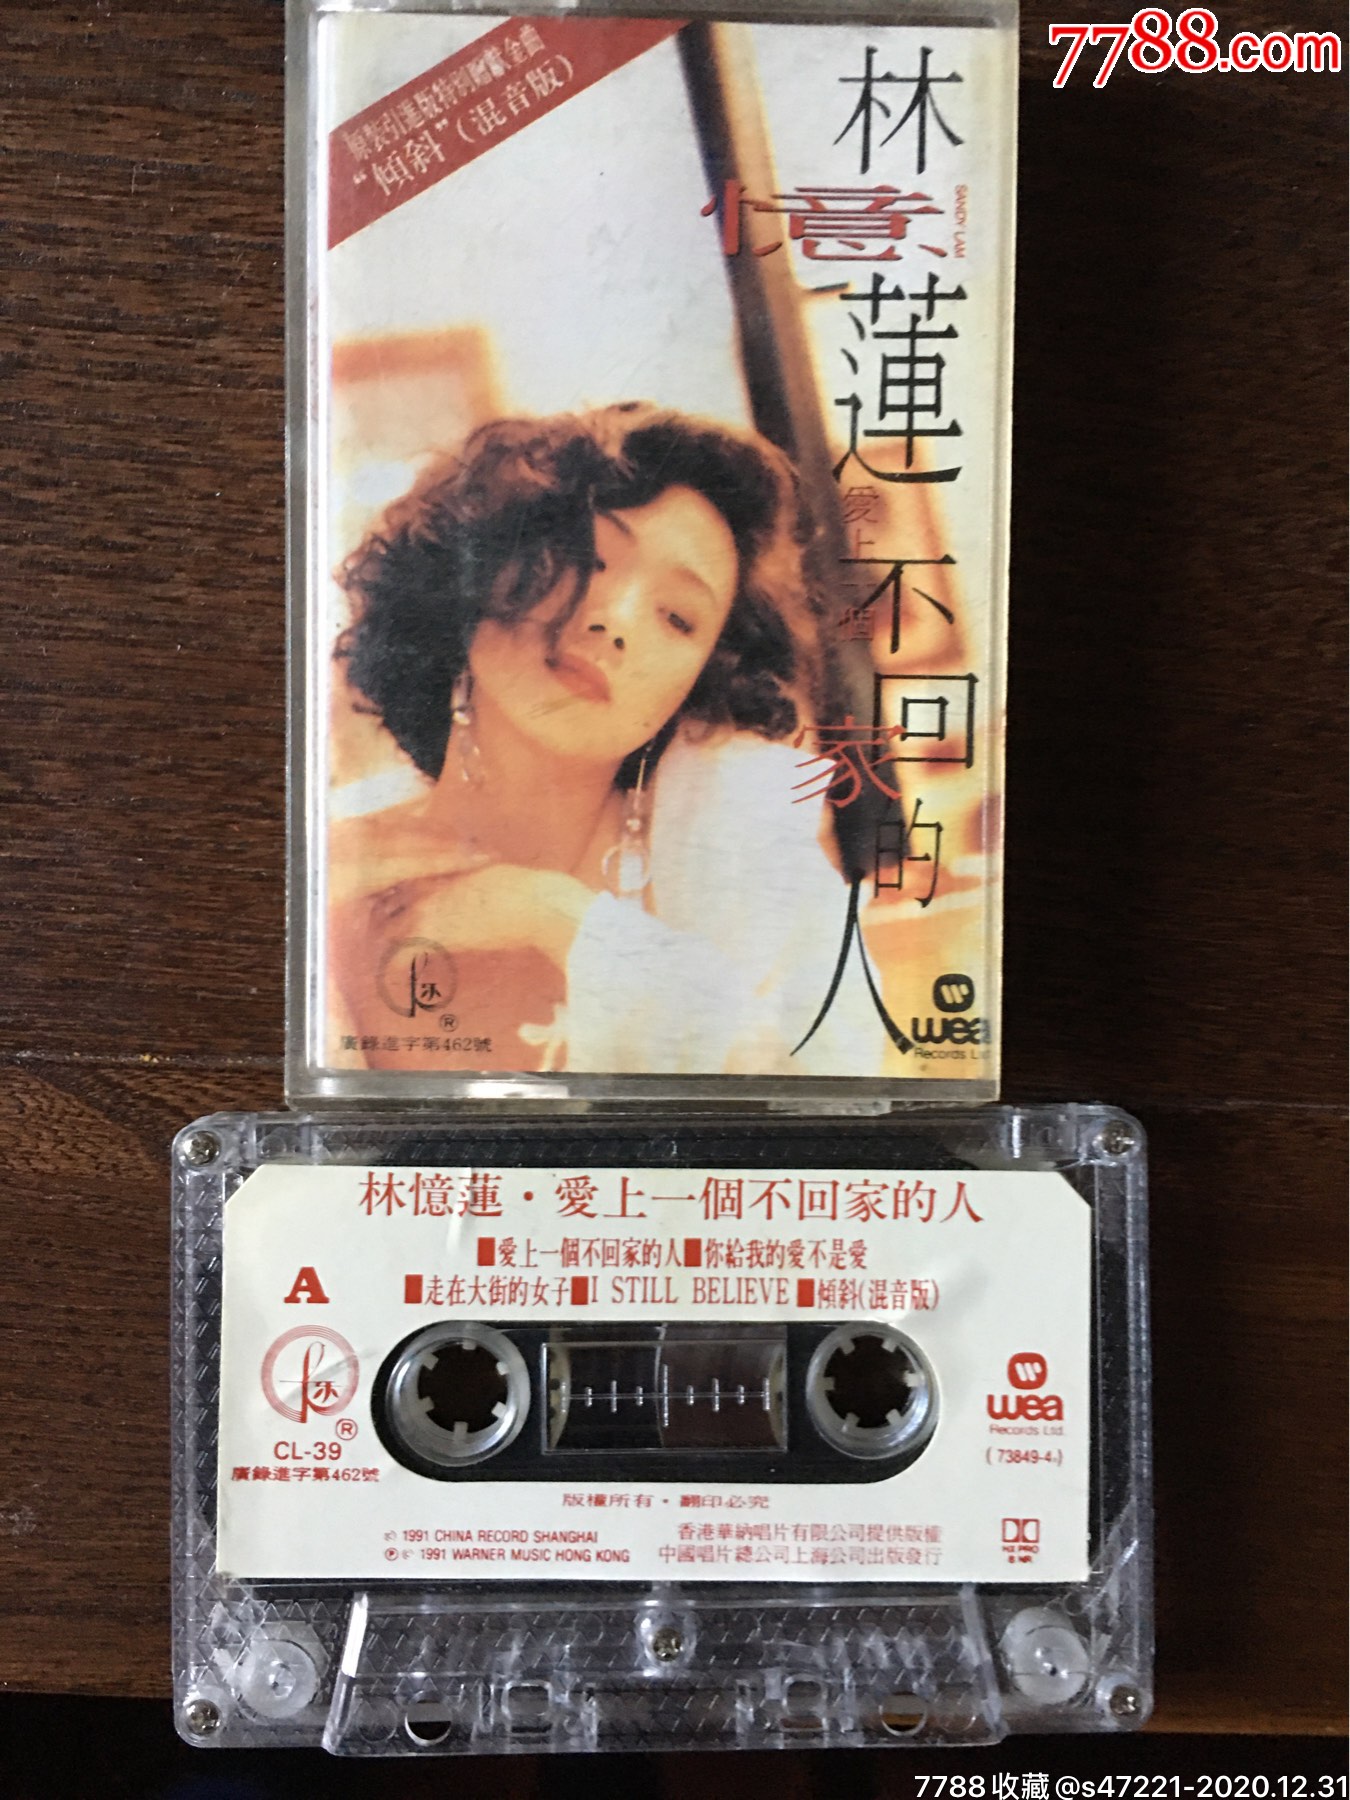 7788.com
原裝引進版特別贈獻金曲
“傾斜”(混音版)
林憶蓮
SANDY LAM
愛上一個
不回家的人
廣錄進字第462號
wea
Records Ltd
林憶蓮·愛上一個不回家的人
■愛上一個不回家的人■你給我的愛不是愛
■走在大街的女子■I STILL BELIEVE ■傾斜(混音版)
A
CL-39
廣錄進字第462號
wea
Records Ltd.
(73849-4)
版權所有·翻印必究
© 1991 CHINA RECORD SHANGHAI
香港華納唱片有限公司提供版權
℗ © 1991 WARNER MUSIC HONG KONG
中國唱片總公司上海公司出版發行
HX PRO
B NR
7788收藏@s47221-2020.12.31